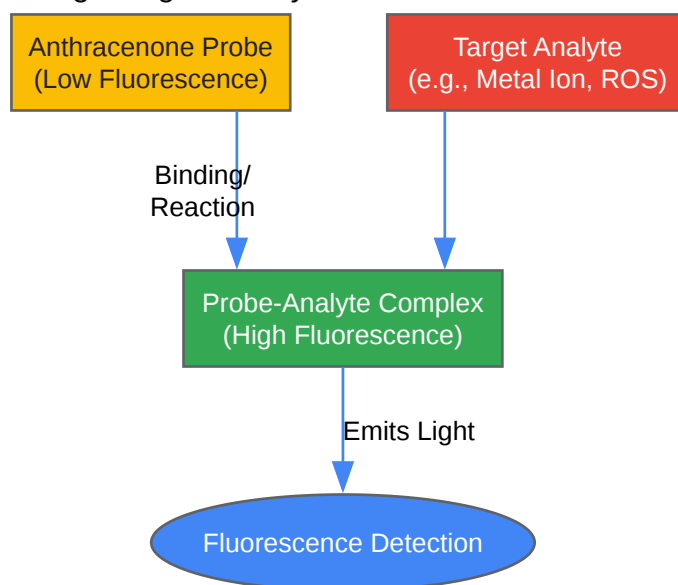 Anthracenone Probe
(Low Fluorescence)
Target Analyte
(e.g., Metal Ion, ROS)
Binding/
Reaction
Probe-Analyte Complex
(High Fluorescence)
Emits Light
Fluorescence Detection